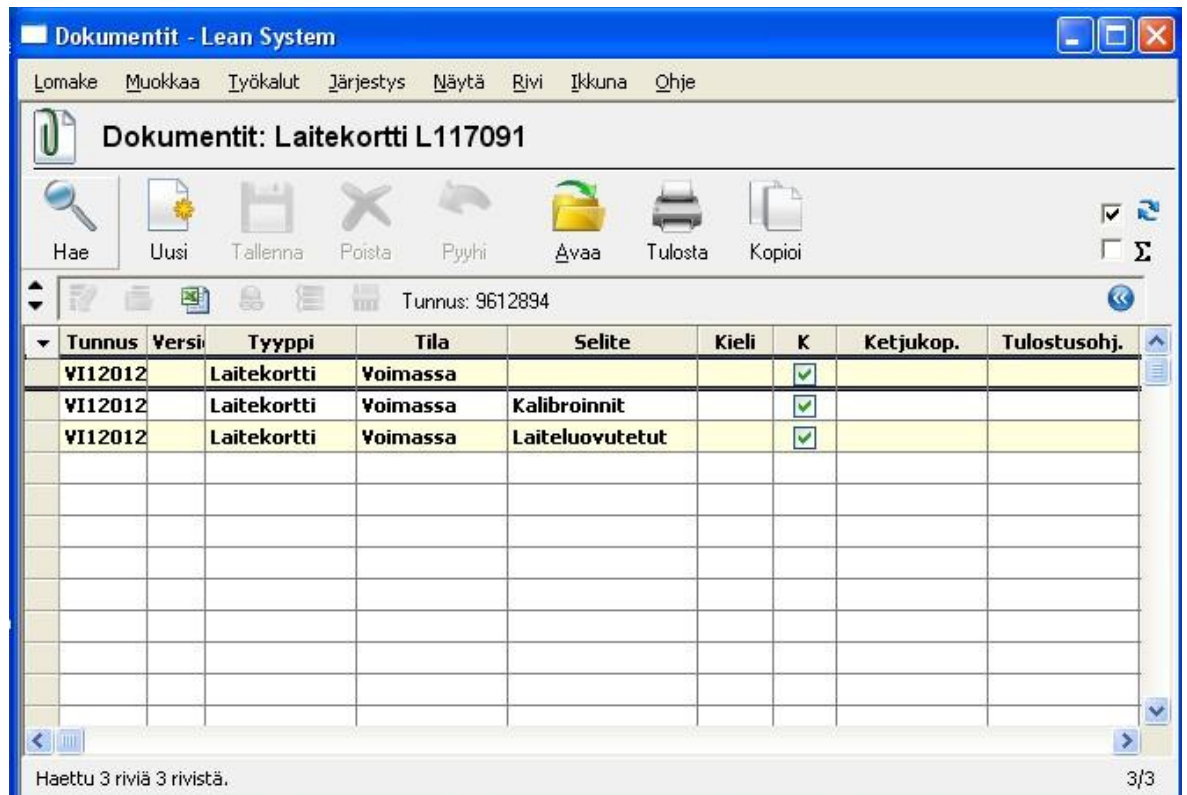 Dokumentit - Lean System
Lomake Muokkaa Työkalut Järjestys Näytä Rivi Ikkuna Ohje
Dokumentit: Laitekortti L117091
Hae Uusi Tallenna Poista Pyyhi Avaa Tulosta Kopioi Σ
Tunnus: 9612894
Tunnus Versi Tyyppi Tila Selite Kieli K Ketjukop. Tulostusohj.
VI12012 Laitekortti Voimassa
VI12012 Laitekortti Voimassa Kalibroinnit
VI12012 Laitekortti Voimassa Laiteluovutetut
Haettu 3 riviä 3 rivistä. 3/3